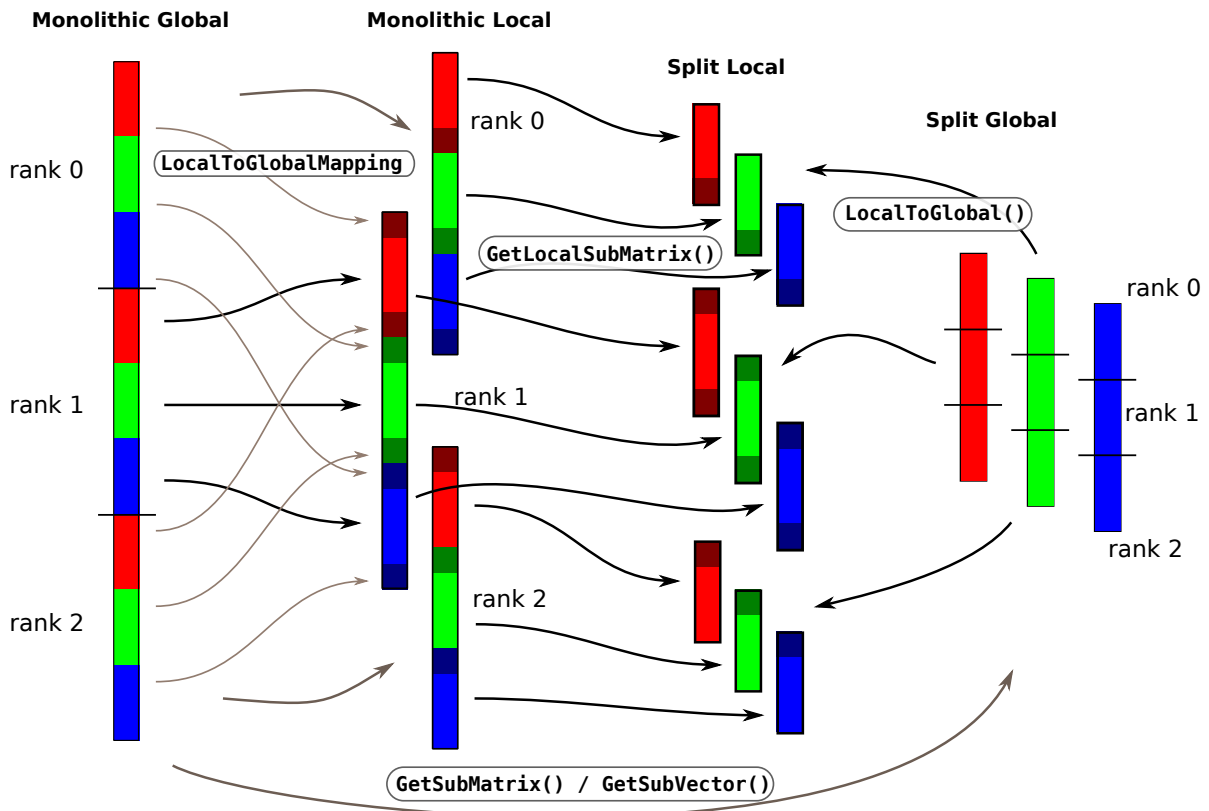 Monolithic Global
Monolithic Local
Split Local
Split Global
rank 0
LocalToGlobalMapping
rank 0
GetLocalSubMatrix()
LocalToGlobal()
rank 0
rank 1
rank 1
rank 1
rank 2
rank 2
rank 2
GetSubMatrix() / GetSubVector()